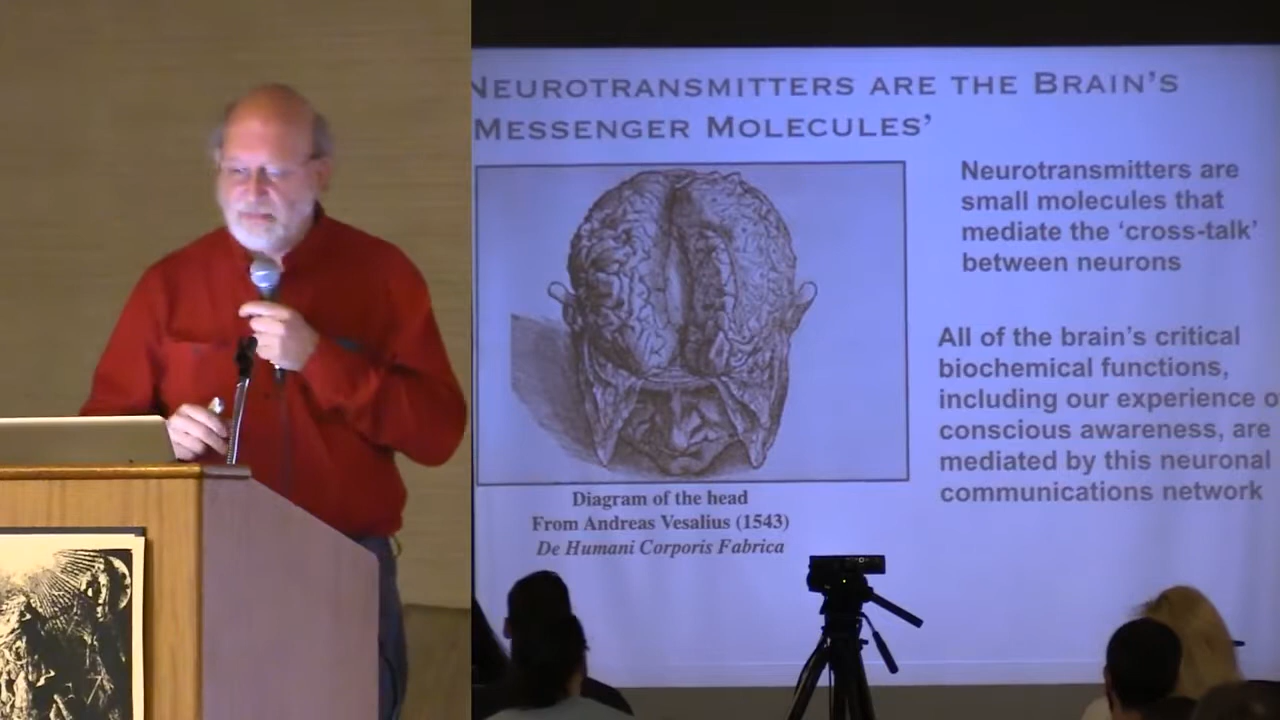 NEUROTRANSMITTERS ARE THE BRAIN'S
MESSENGER MOLECULES'
Neurotransmitters are
small molecules that
mediate the ‘cross-talk’
between neurons
All of the brain's critical
biochemical functions,
including our experience o
conscious awareness, are
mediated by this neuronal
communications network
Diagram of the head
From Andreas Vesalius (1543)
De Humani Corporis Fabrica